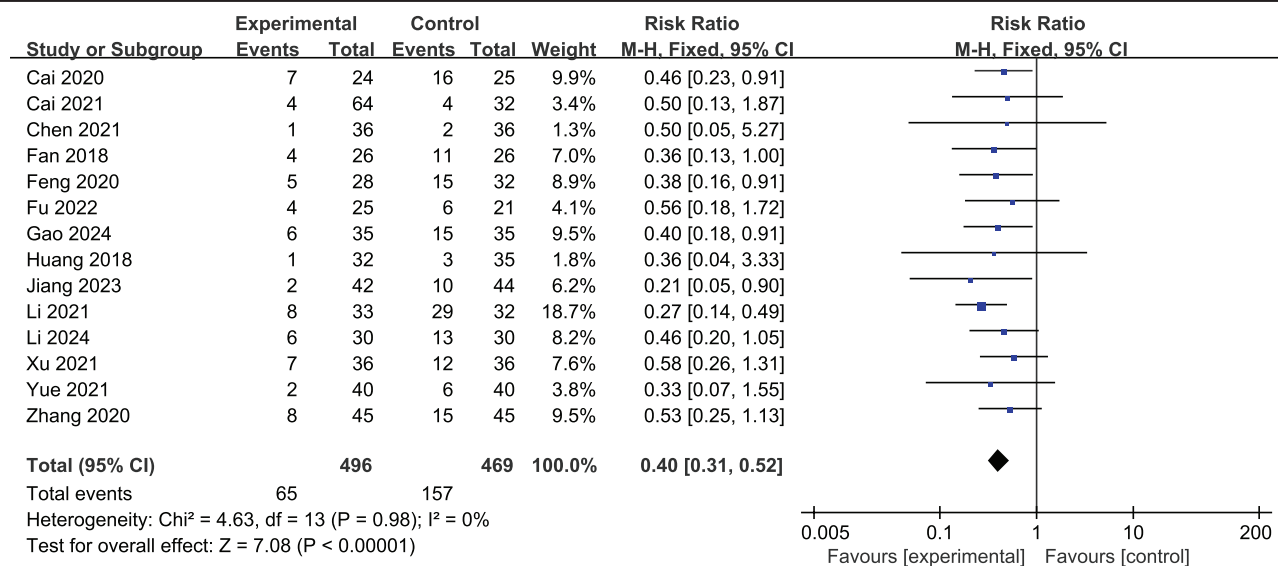 Experimental Control Risk Ratio Risk Ratio
Study or Subgroup Events Total Events Total Weight M-H, Fixed, 95% CI M-H, Fixed, 95% CI
Cai 2020 7 24 16 25 9.9% 0.46 [0.23, 0.91]
Cai 2021 4 64 4 32 3.4% 0.50 [0.13, 1.87]
Chen 2021 1 36 2 36 1.3% 0.50 [0.05, 5.27]
Fan 2018 4 26 11 26 7.0% 0.36 [0.13, 1.00]
Feng 2020 5 28 15 32 8.9% 0.38 [0.16, 0.91]
Fu 2022 4 25 6 21 4.1% 0.56 [0.18, 1.72]
Gao 2024 6 35 15 35 9.5% 0.40 [0.18, 0.91]
Huang 2018 1 32 3 35 1.8% 0.36 [0.04, 3.33]
Jiang 2023 2 42 10 44 6.2% 0.21 [0.05, 0.90]
Li 2021 8 33 29 32 18.7% 0.27 [0.14, 0.49]
Li 2024 6 30 13 30 8.2% 0.46 [0.20, 1.05]
Xu 2021 7 36 12 36 7.6% 0.58 [0.26, 1.31]
Yue 2021 2 40 6 40 3.8% 0.33 [0.07, 1.55]
Zhang 2020 8 45 15 45 9.5% 0.53 [0.25, 1.13]
Total (95% CI) 496 469 100.0% 0.40 [0.31, 0.52]
Total events 65 157
Heterogeneity: Chi² = 4.63, df = 13 (P = 0.98); I² = 0%
Test for overall effect: Z = 7.08 (P < 0.00001)
0.005 0.1 1 10 200
Favours [experimental] Favours [control]